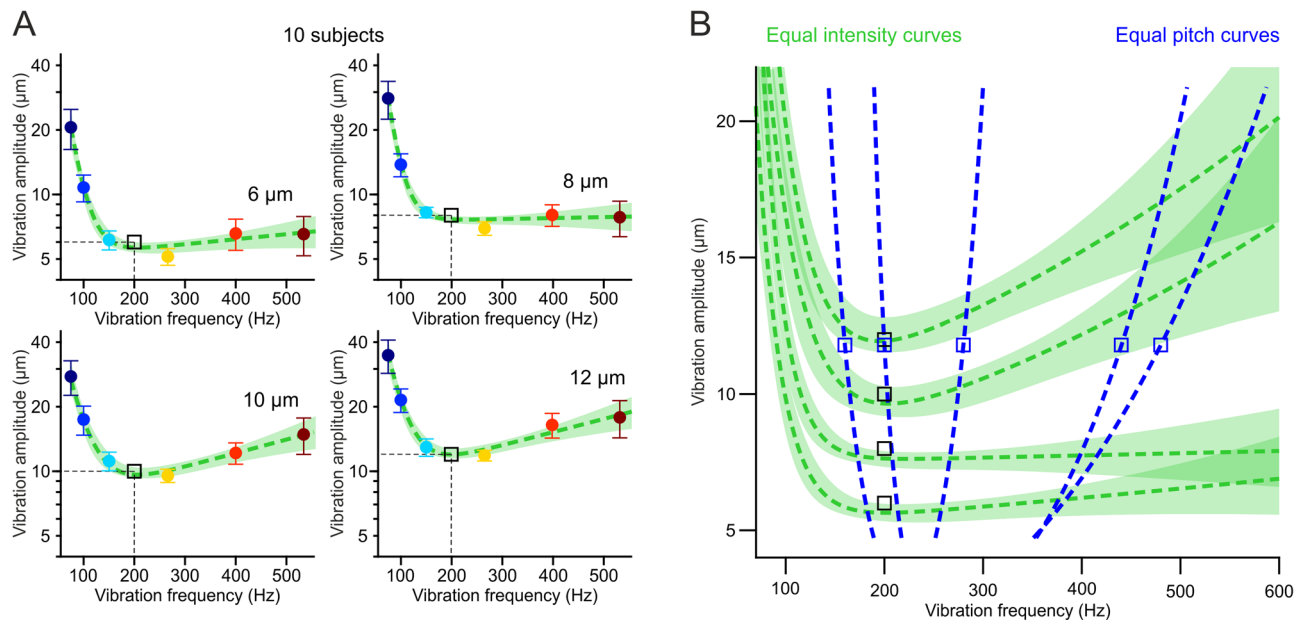 A
10 subjects
Vibration amplitude (µm)
40
20
10
5
6 µm
100 200 300 400 500
Vibration frequency (Hz)
Vibration amplitude (µm)
40
20
10
5
8 µm
100 200 300 400 500
Vibration frequency (Hz)
Vibration amplitude (µm)
40
20
10
5
10 µm
100 200 300 400 500
Vibration frequency (Hz)
Vibration amplitude (µm)
40
20
10
5
12 µm
100 200 300 400 500
Vibration frequency (Hz)
B
Equal intensity curves
Equal pitch curves
Vibration amplitude (µm)
20
15
10
5
100 200 300 400 500 600
Vibration frequency (Hz)